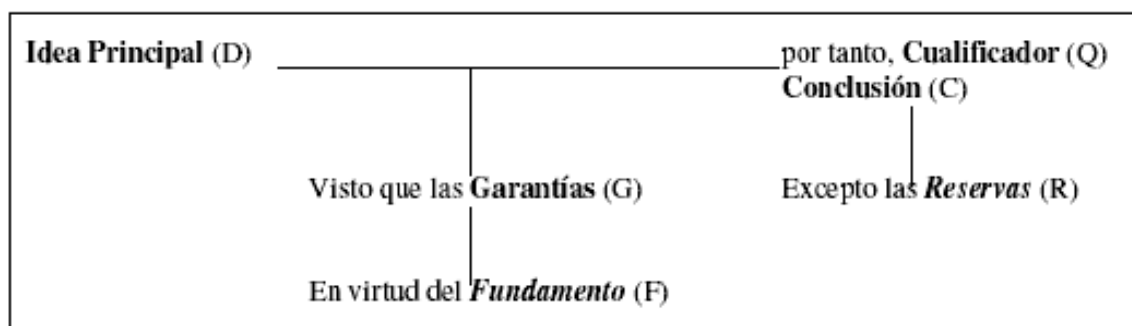 Idea Principal (D)
por tanto, Cualificador (Q)
Conclusión (C)
Visto que las Garantías (G)
Excepto las Reservas (R)
En virtud del Fundamento (F)